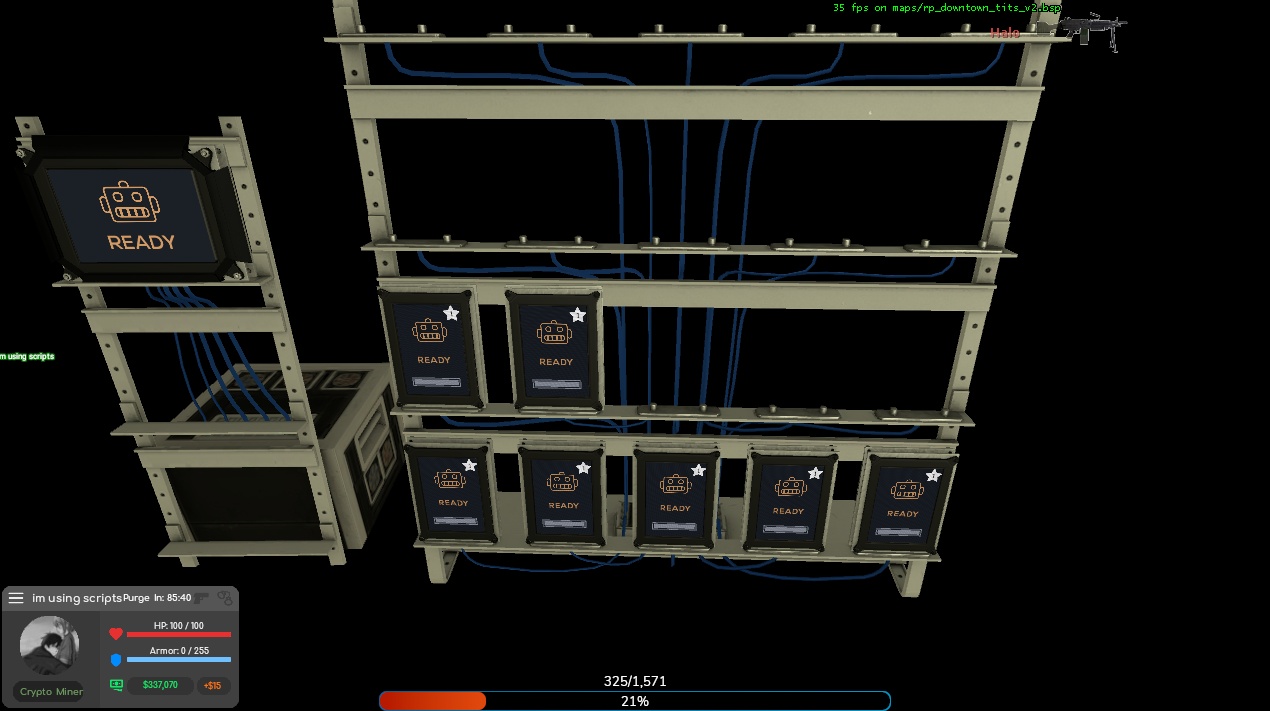 35 fps on maps/rp_downtown_tits_v2.bsp
Halo
READY
READY
READY
READY
READY
READY
READY
READY
m using scripts
im using scripts Purge In: 85:40
HP: 100 / 100
Armor: 0 / 255
$337,070 +$15
Crypto Miner
325/1,571
21%